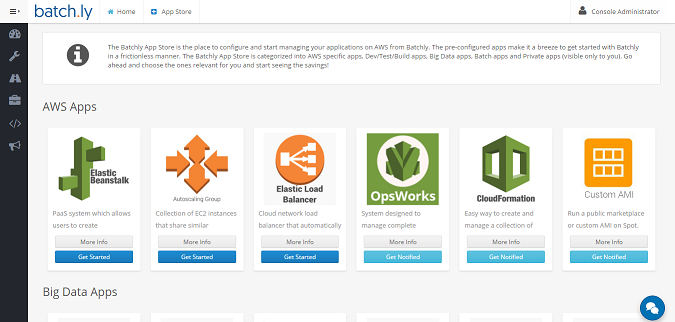 batch.ly Home App Store Console Administrator
The Batchly App Store is the place to configure and start managing your applications on AWS from Batchly. The pre-configured apps make it a breeze to get started with Batchly
in a frictionless manner. The Batchly App Store is categorized into AWS specific apps, Dev/Test/Build apps, Big Data apps, Batch apps and Private apps (visible only to you). Go
ahead and choose the ones relevant for you and start seeing the savings!
AWS Apps
Elastic
Beanstalk
PaaS system which allows
users to create
More Info
Get Started
Autoscaling Group
Collection of EC2 instances
that share similar
More Info
Get Started
Elastic Load
Balancer
Cloud network load
balancer that automatically
More Info
Get Started
OpsWorks
System designed to
manage complete
More Info
Get Notified
CloudFormation
Easy way to create and
manage a collection of
More Info
Get Notified
Custom AMI
Run a public marketplace
or custom AMI on Spot.
More Info
Get Notified
Big Data Apps